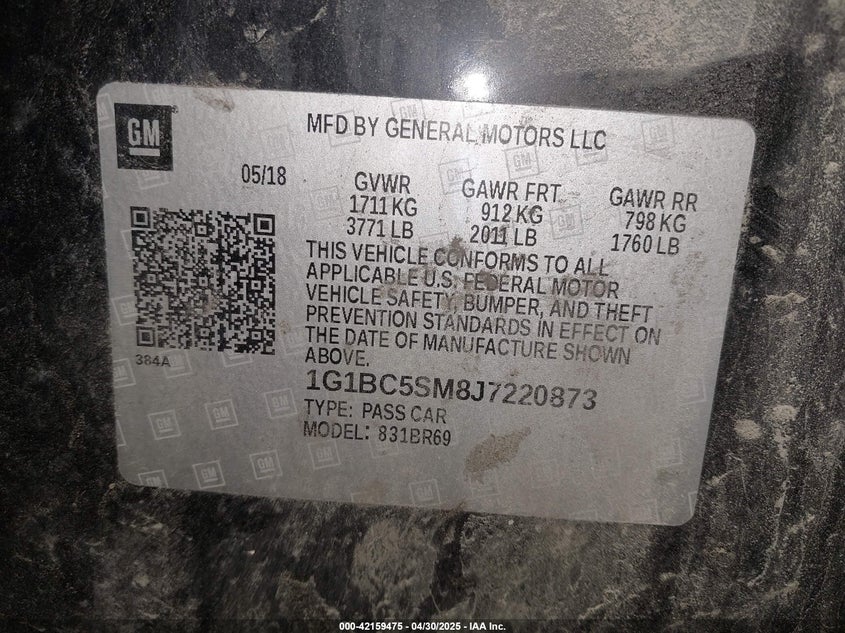 GM
MFD BY GENERAL MOTORS LLC
05/18
GVWR
1711 KG
3771 LB
GAWR FRT
912 KG
2011 LB
GAWR RR
798 KG
1760 LB
THIS VEHICLE CONFORMS TO ALL
APPLICABLE U.S. FEDERAL MOTOR
VEHICLE SAFETY, BUMPER, AND THEFT
PREVENTION STANDARDS IN EFFECT ON
THE DATE OF MANUFACTURE SHOWN
ABOVE.
384A
1G1BC5SM8J7220873
TYPE: PASS CAR
MODEL: 831BR69
000-42159475 - 04/30/2025 - IAA Inc.